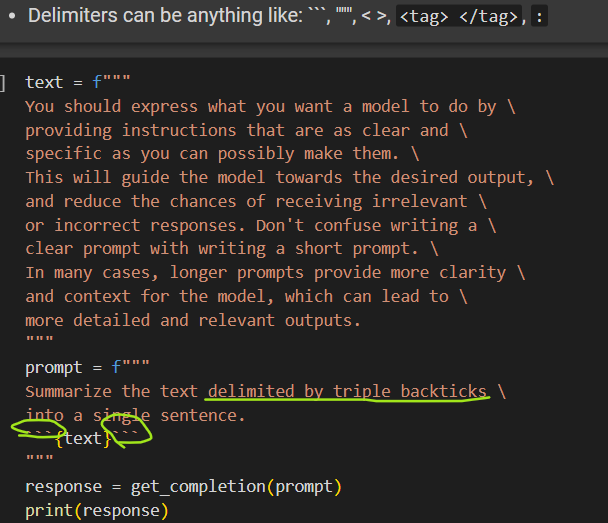 • Delimiters can be anything like: ```, """, < >, <tag> </tag>, :
]
text = f"""
You should express what you want a model to do by \
providing instructions that are as clear and \
specific as you can possibly make them. \
This will guide the model towards the desired output, \
and reduce the chances of receiving irrelevant \
or incorrect responses. Don't confuse writing a \
clear prompt with writing a short prompt. \
In many cases, longer prompts provide more clarity \
and context for the model, which can lead to \
more detailed and relevant outputs.
"""
prompt = f"""
Summarize the text delimited by triple backticks \
into a single sentence.
```{text}```
"""
response = get_completion(prompt)
print(response)